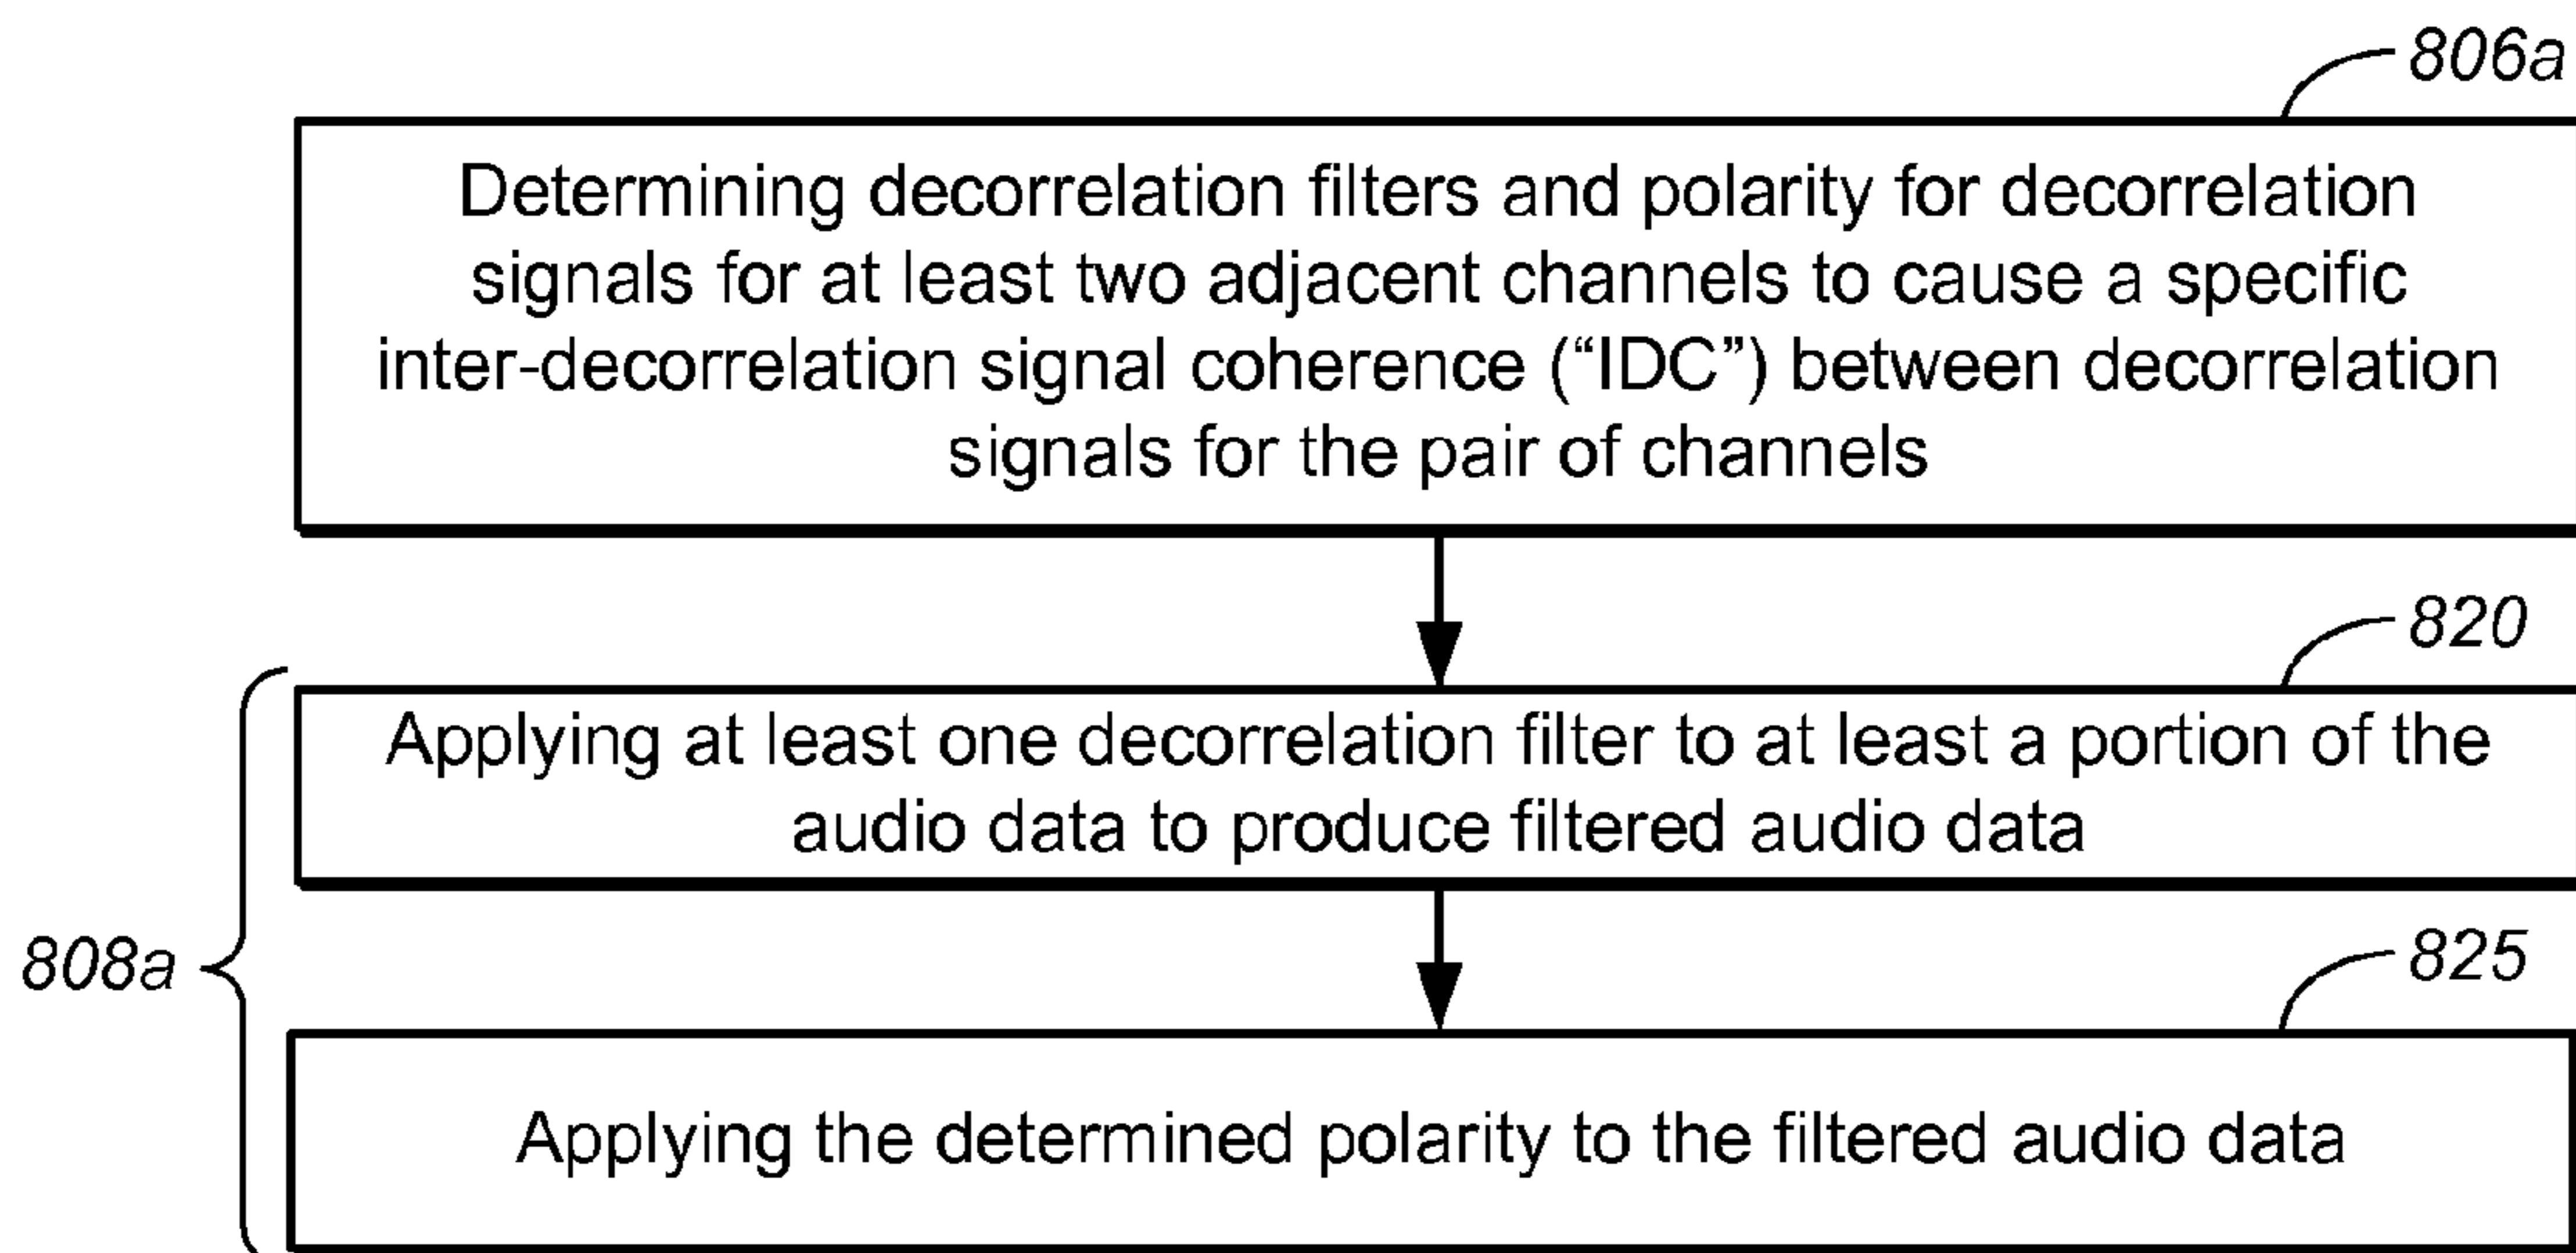 806a
Determining decorrelation filters and polarity for decorrelation
signals for at least two adjacent channels to cause a specific
inter-decorrelation signal coherence (“IDC”) between decorrelation
signals for the pair of channels
820
Applying at least one decorrelation filter to at least a portion of the
audio data to produce filtered audio data
808a
825
Applying the determined polarity to the filtered audio data